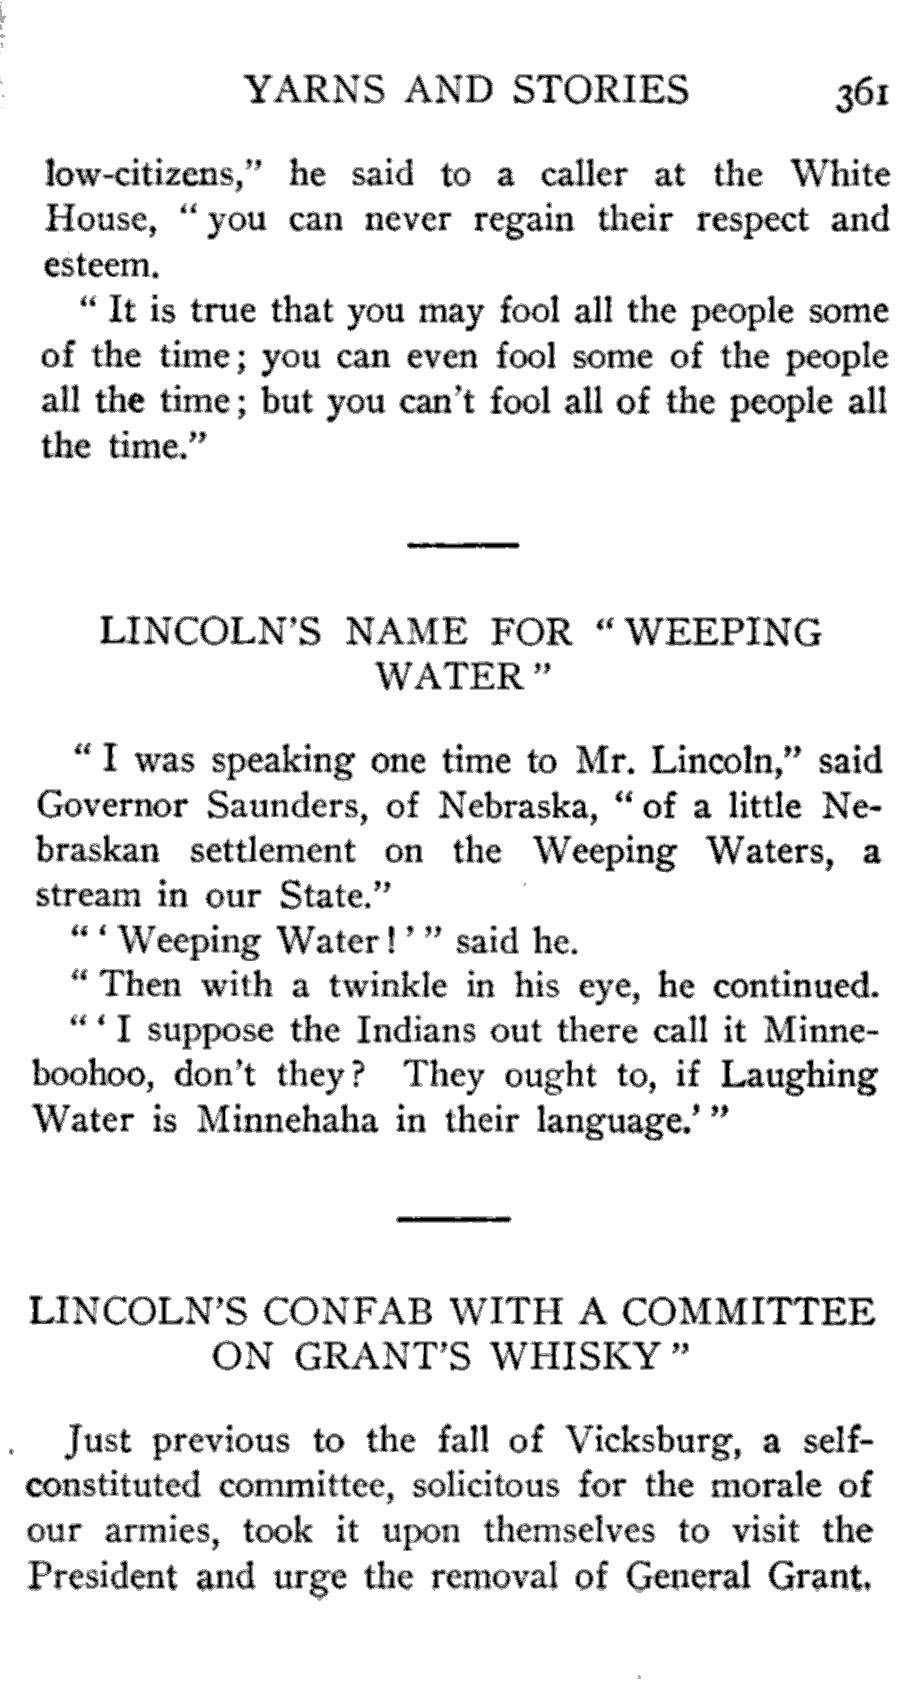 YARNS AND STORIES 361
low-citizens,” he said to a caller at the White
House, “ you can never regain their respect and
esteem.
“ It is true that you may fool all the people some
of the time; you can even fool some of the people
all the time; but you can't fool all of the people all
the time.”
LINCOLN'S NAME FOR “ WEEPING
WATER ”
“ I was speaking one time to Mr. Lincoln,” said
Governor Saunders, of Nebraska, “ of a little Ne-
braskan settlement on the Weeping Waters, a
stream in our State.”
“ ‘ Weeping Water ! ’ ” said he.
“ Then with a twinkle in his eye, he continued.
“ ‘ I suppose the Indians out there call it Minne-
boohoo, don't they? They ought to, if Laughing
Water is Minnehaha in their language.’ ”
LINCOLN'S CONFAB WITH A COMMITTEE
ON GRANT'S WHISKY ”
Just previous to the fall of Vicksburg, a self-
constituted committee, solicitous for the morale of
our armies, took it upon themselves to visit the
President and urge the removal of General Grant.